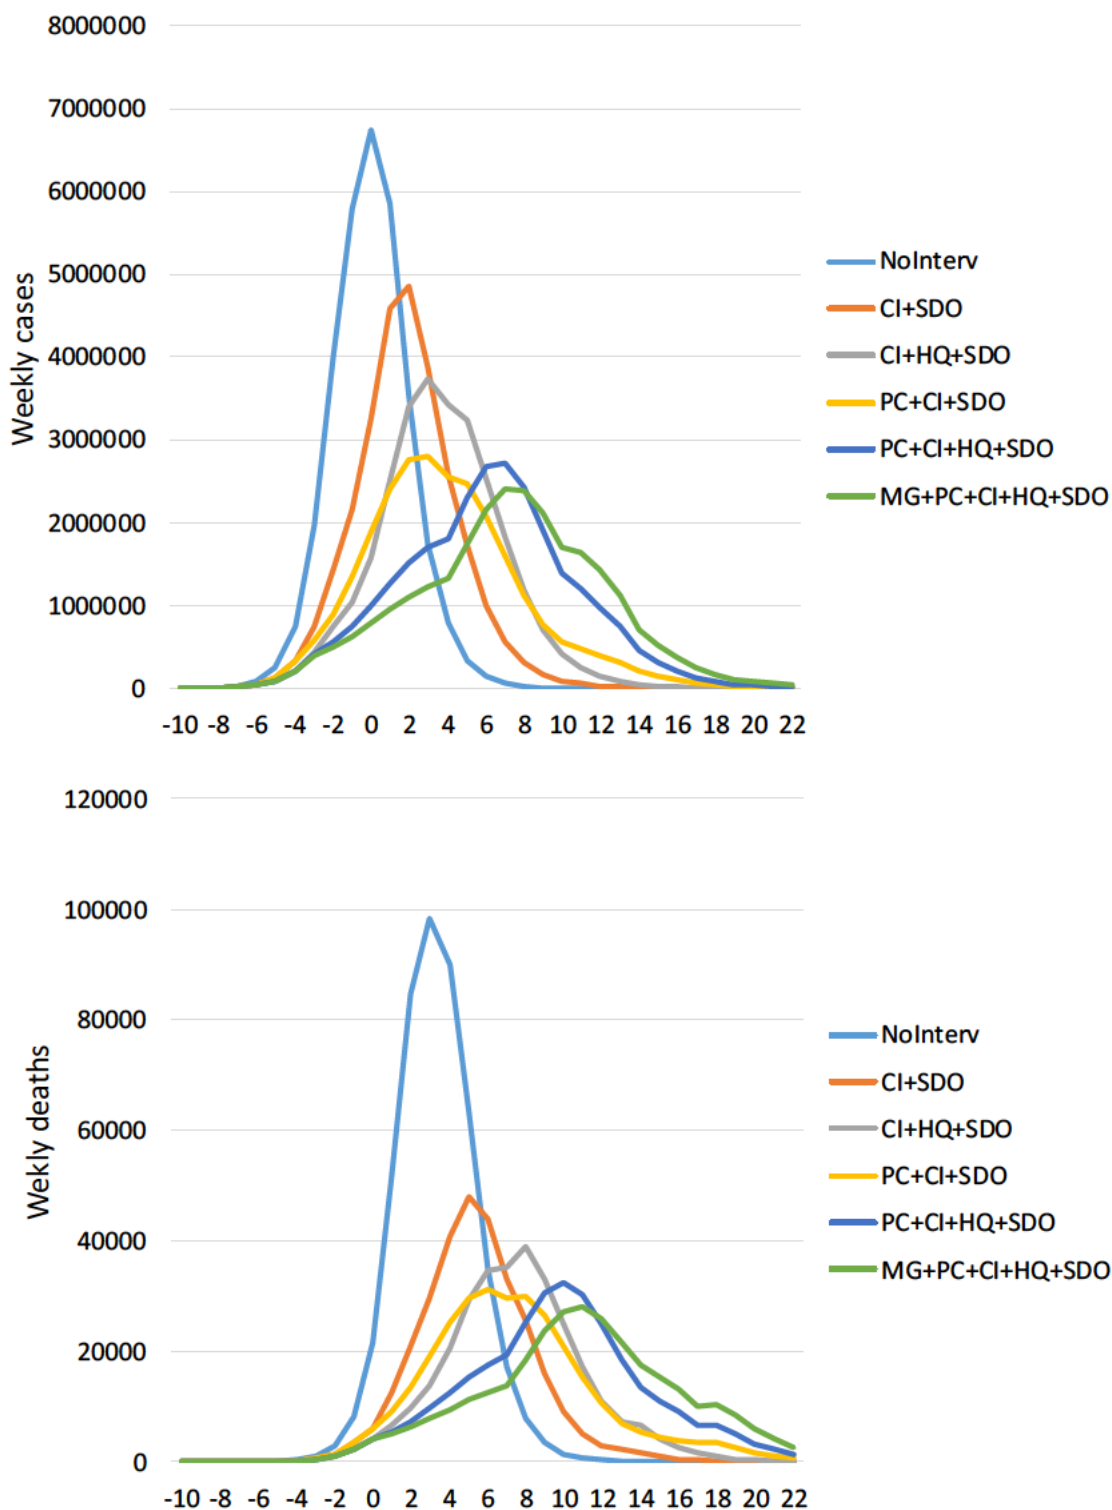 8000000
7000000
6000000
5000000
4000000
3000000
2000000
1000000
0
Weekly cases
-10 -8 -6 -4 -2 0 2 4 6 8 10 12 14 16 18 20 22
NoInterv
CI+SDO
CI+HQ+SDO
PC+CI+SDO
PC+CI+HQ+SDO
MG+PC+CI+HQ+SDO
120000
100000
80000
60000
40000
20000
0
Wekly deaths
-10 -8 -6 -4 -2 0 2 4 6 8 10 12 14 16 18 20 22
NoInterv
CI+SDO
CI+HQ+SDO
PC+CI+SDO
PC+CI+HQ+SDO
MG+PC+CI+HQ+SDO